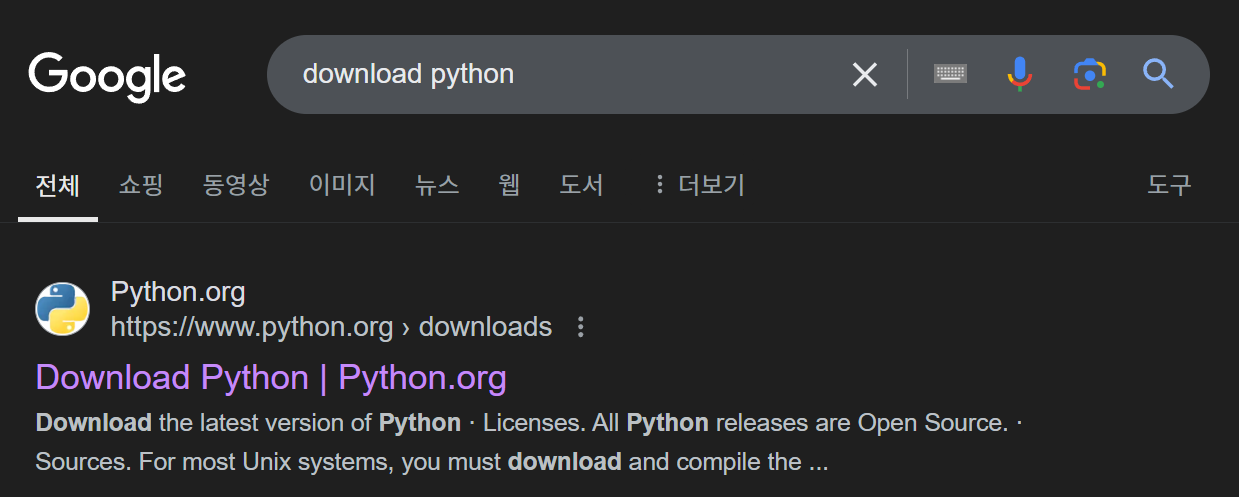 Google
download python
전체 쇼핑 동영상 이미지 뉴스 웹 도서 더보기 도구
Python.org
https://www.python.org › downloads
Download Python | Python.org
Download the latest version of Python · Licenses. All Python releases are Open Source. ·
Sources. For most Unix systems, you must download and compile the ...